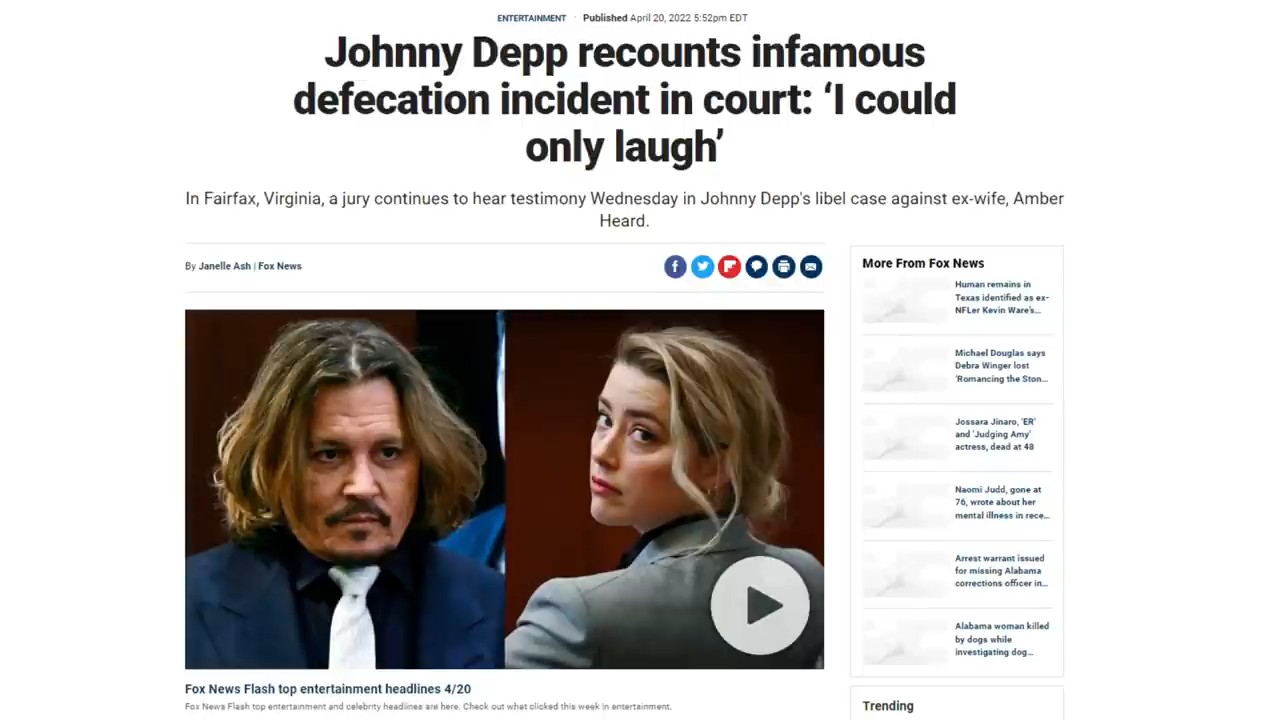 ENTERTAINMENT · Published April 20, 2022 5:52pm EDT
Johnny Depp recounts infamous
defecation incident in court: ‘I could
only laugh’
In Fairfax, Virginia, a jury continues to hear testimony Wednesday in Johnny Depp's libel case against ex-wife, Amber
Heard.
By Janelle Ash | Fox News
Fox News Flash top entertainment headlines 4/20
Fox News Flash top entertainment and celebrity headlines are here. Check out what clicked this week in entertainment.
More From Fox News
Human remains in
Texas identified as ex-
NFLer Kevin Ware's...
Michael Douglas says
Debra Winger lost
'Romancing the Ston...
Jossara Jinaro, 'ER'
and 'Judging Amy'
actress, dead at 48
Naomi Judd, gone at
76, wrote about her
mental illness in rece...
Arrest warrant issued
for missing Alabama
corrections officer in...
Alabama woman killed
by dogs while
investigating dog...
Trending